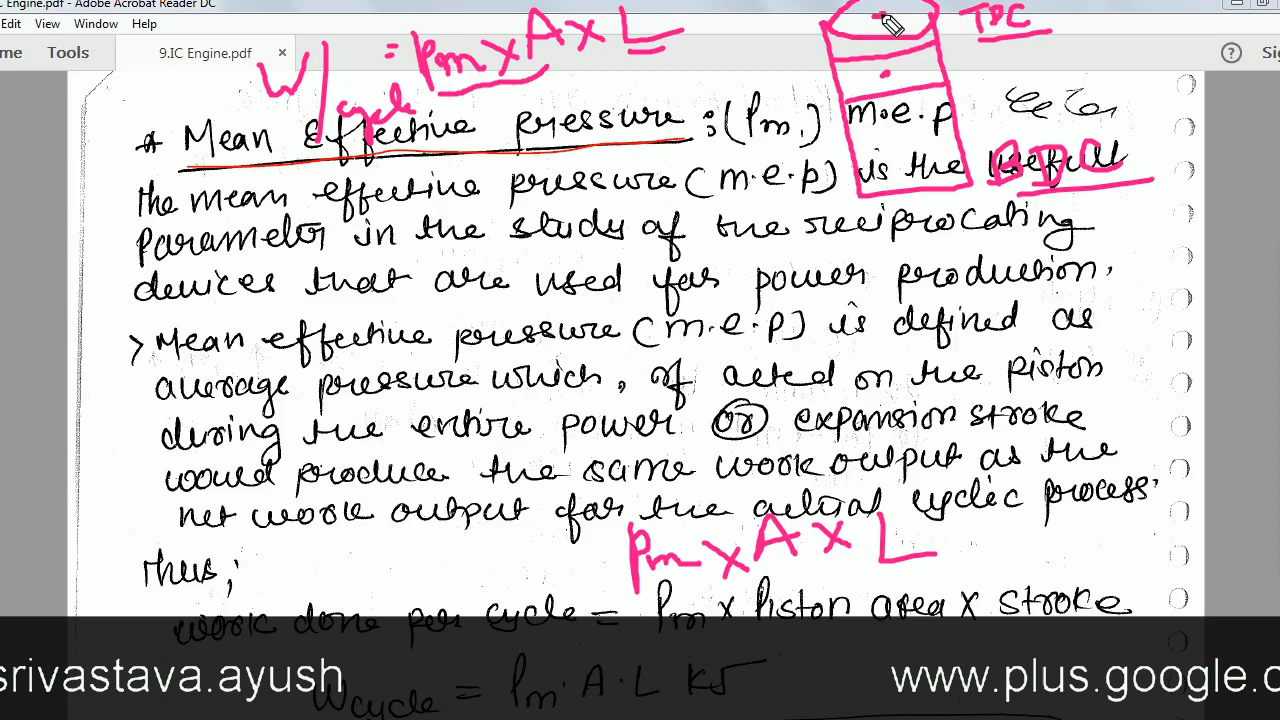 IC Engine.pdf - Adobe Acrobat Reader DC
Edit View Window Help
Tools 9.IC Engine.pdf ×
W/cycle = Pm × A × L
TDC
* Mean Effective pressure :- (Pm.) m.e.p
the mean effective pressure (m.e.p) is the usefull
BDC
Parameter in the study of the reciprocating
devices that are used for power production.
> Mean effective pressure (m.e.p) is defined as
average pressure which, if acted on the piston
during the entire power OR expansion stroke
would produce the same work output as the
net work output for the actual cyclic process.
Pm × A × L
thus;
work done per cycle = Pm × Piston area × stroke
Wcycle = Pm. A. L KJ
srivastava.ayush www.plus.google.c